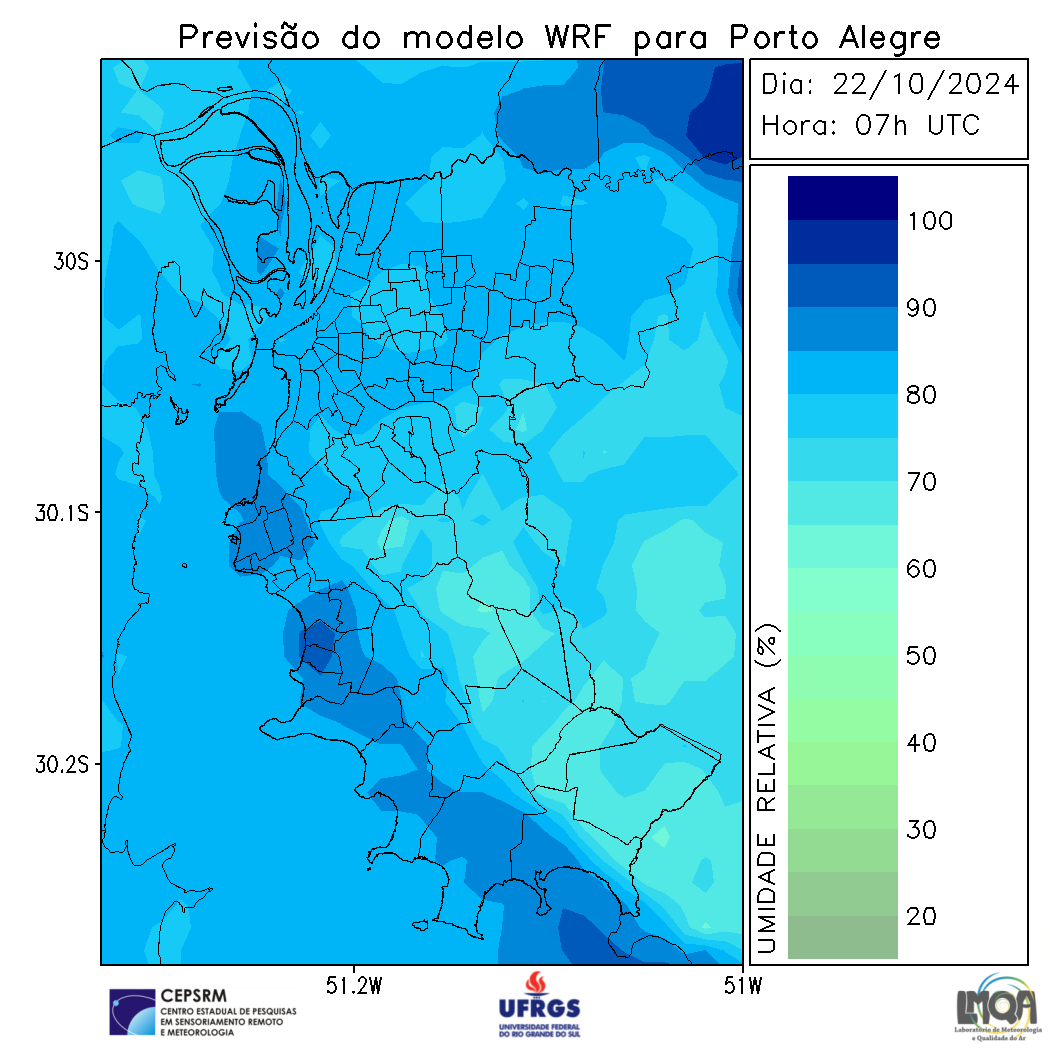 Previsão do modelo WRF para Porto Alegre
Dia: 22/10/2024
Hora: 07h UTC
100
90
80
70
60
50
40
30
20
UMIDADE RELATIVA (%)
30S
30.1S
30.2S
51.2W
51W
CEPSRM
CENTRO ESTADUAL DE PESQUISAS
EM SENSORIAMENTO REMOTO
E METEOROLOGIA
UFRGS
UNIVERSIDADE FEDERAL
DO RIO GRANDE DO SUL
LMQA
Laboratório de Meteorologia
e Qualidade do Ar